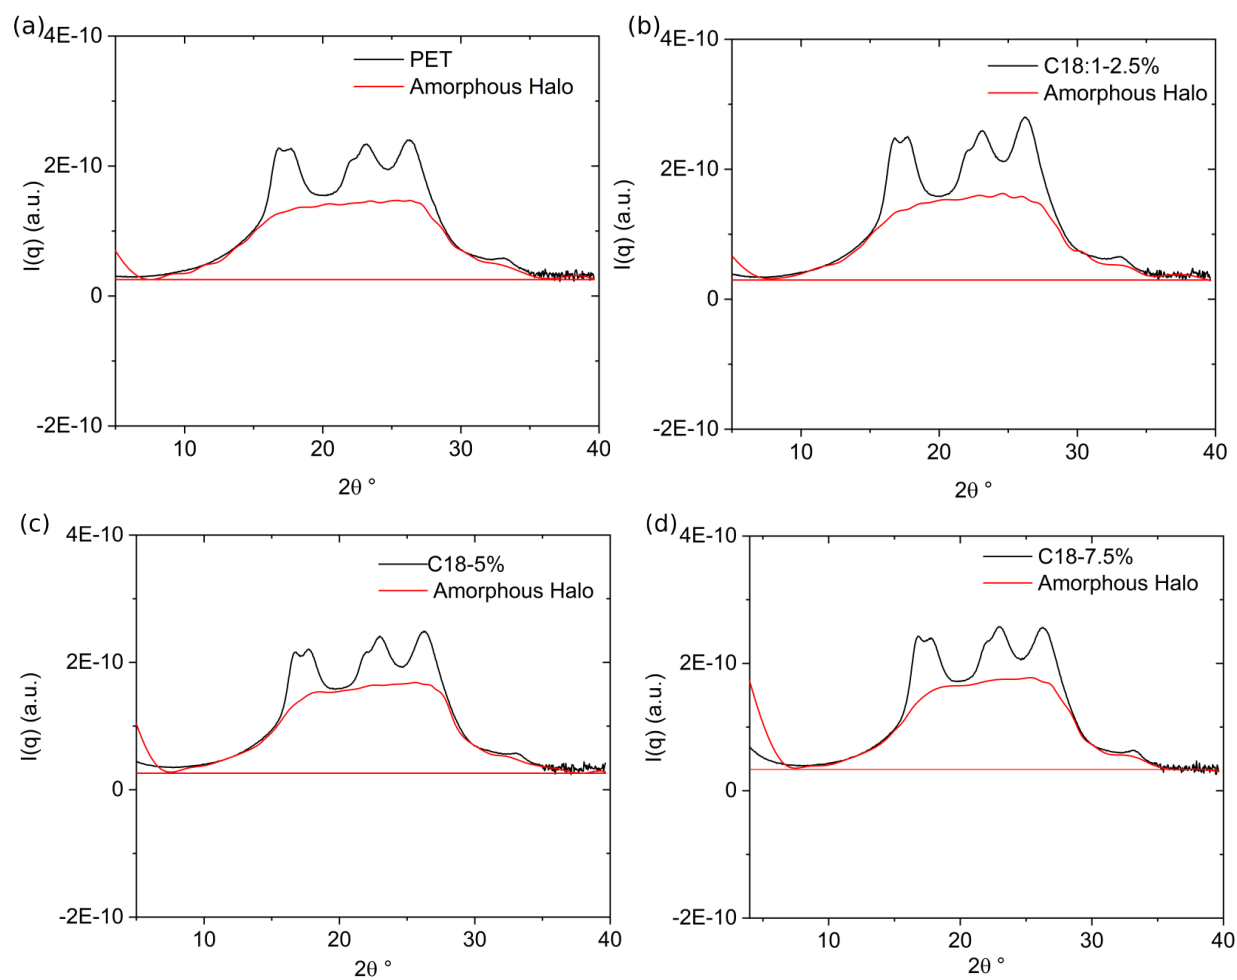 (a)
4E-10
2E-10
0
-2E-10
I(q) (a.u.)
PET
Amorphous Halo
10 20 30 40
2θ °
(b)
4E-10
2E-10
0
-2E-10
I(q) (a.u.)
C18:1-2.5%
Amorphous Halo
10 20 30 40
2θ °
(c)
4E-10
2E-10
0
-2E-10
I(q) (a.u.)
C18-5%
Amorphous Halo
10 20 30 40
2θ °
(d)
4E-10
2E-10
0
-2E-10
I(q) (a.u.)
C18-7.5%
Amorphous Halo
10 20 30 40
2θ °